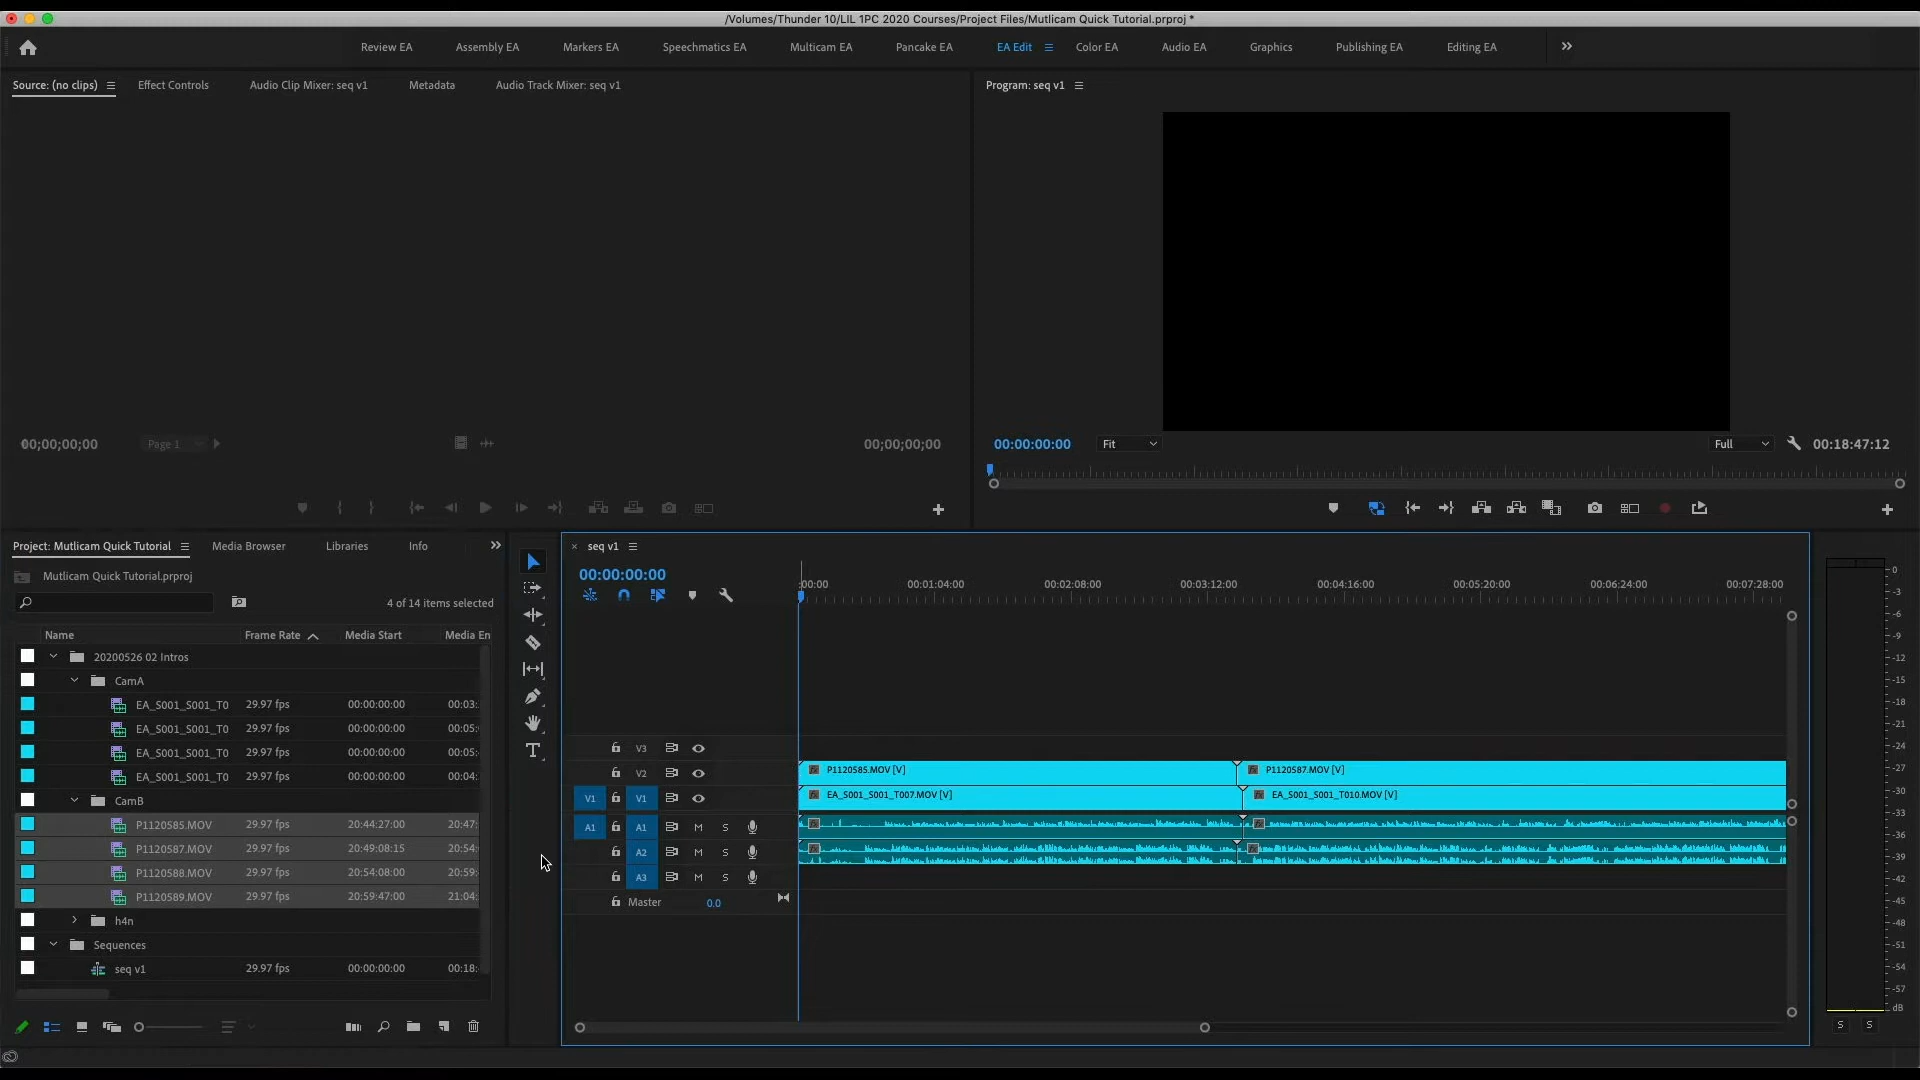 /Volumes/Thunder 10/LIL 1PC 2020 Courses/Project Files/Mutlicam Quick Tutorial.prproj *
Review EA Assembly EA Markers EA Speechmatics EA Multicam EA Pancake EA EA Edit Color EA Audio EA Graphics Publishing EA Editing EA
Source: (no clips) Effect Controls Audio Clip Mixer: seq v1 Metadata Audio Track Mixer: seq v1
Program: seq v1
00;00;00;00 Page 1 00;00;00;00
00:00:00:00 Fit Full 00:18:47:12
Project: Mutlicam Quick Tutorial Media Browser Libraries Info
Mutlicam Quick Tutorial.prproj
4 of 14 items selected
Name Frame Rate Media Start Media En
20200526 02 Intros
CamA
EA_S001_S001_T0 29.97 fps 00:00:00:00 00:03:
EA_S001_S001_T0 29.97 fps 00:00:00:00 00:05:
EA_S001_S001_T0 29.97 fps 00:00:00:00 00:05:
EA_S001_S001_T0 29.97 fps 00:00:00:00 00:04:
CamB
P1120585.MOV 29.97 fps 20:44:27:00 20:47:
P1120587.MOV 29.97 fps 20:49:08:15 20:54:
P1120588.MOV 29.97 fps 20:54:08:00 20:59:
P1120589.MOV 29.97 fps 20:59:47:00 21:04:
h4n
Sequences
seq v1 29.97 fps 00:00:00:00 00:18:
seq v1
00:00:00:00
:00:00 00:01:04:00 00:02:08:00 00:03:12:00 00:04:16:00 00:05:20:00 00:06:24:00 00:07:28:00
V3
V2 P1120585.MOV [V] P1120587.MOV [V]
V1 V1 EA_S001_S001_T007.MOV [V] EA_S001_S001_T010.MOV [V]
A1 A1 M S
A2 M S
A3 M S
Master 0.0
0
-3
-6
-9
-12
-15
-18
-21
-24
-27
-30
-33
-36
-39
-42
-45
-48
-51
-54
-57
dB
S S